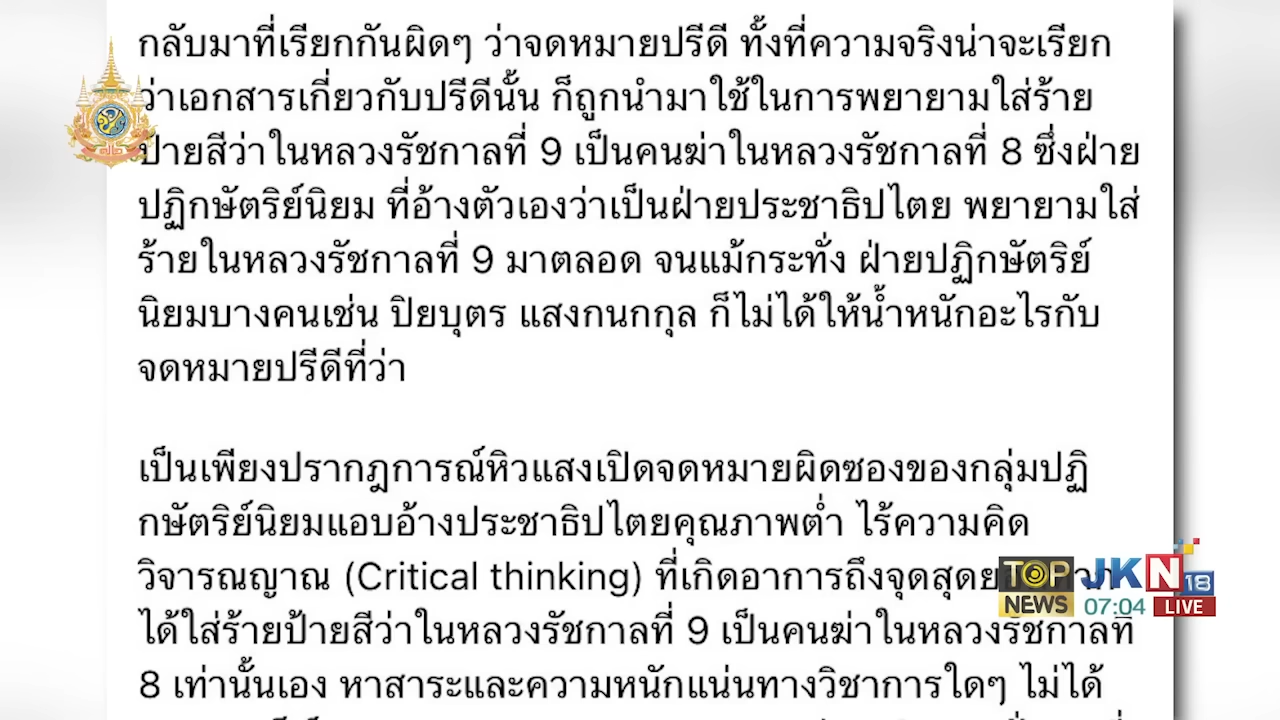 กลับมาที่เรียกกันผิดๆ ว่าจดหมายปรีดี ทั้งที่ความจริงน่าจะเรียก
ว่าเอกสารเกี่ยวกับปรีดีนั้น ก็ถูกนำมาใช้ในการพยายามใส่ร้าย
ป้ายสีว่าในหลวงรัชกาลที่ 9 เป็นคนฆ่าในหลวงรัชกาลที่ 8 ซึ่งฝ่าย
ปฏิกษัตริย์นิยม ที่อ้างตัวเองว่าเป็นฝ่ายประชาธิปไตย พยายามใส่
ร้ายในหลวงรัชกาลที่ 9 มาตลอด จนแม้กระทั่ง ฝ่ายปฏิกษัตริย์
นิยมบางคนเช่น ปิยบุตร แสงกนกกุล ก็ไม่ได้ให้น้ำหนักอะไรกับ
จดหมายปรีดีที่ว่า
เป็นเพียงปรากฎการณ์หิวแสงเปิดจดหมายผิดซองของกลุ่มปฏิ
กษัตริย์นิยมแอบอ้างประชาธิปไตยคุณภาพต่ำ ไร้ความคิด
วิจารณญาณ (Critical thinking) ที่เกิดอาการถึงจุดสุด
ได้ใส่ร้ายป้ายสีว่าในหลวงรัชกาลที่ 9 เป็นคนฆ่าในหลวงรัชกาลที่
8 เท่านั้นเอง หาสาระและความหนักแน่นทางวิชาการใดๆ ไม่ได้
TOP NEWS
JKN 18
07:04 LIVE